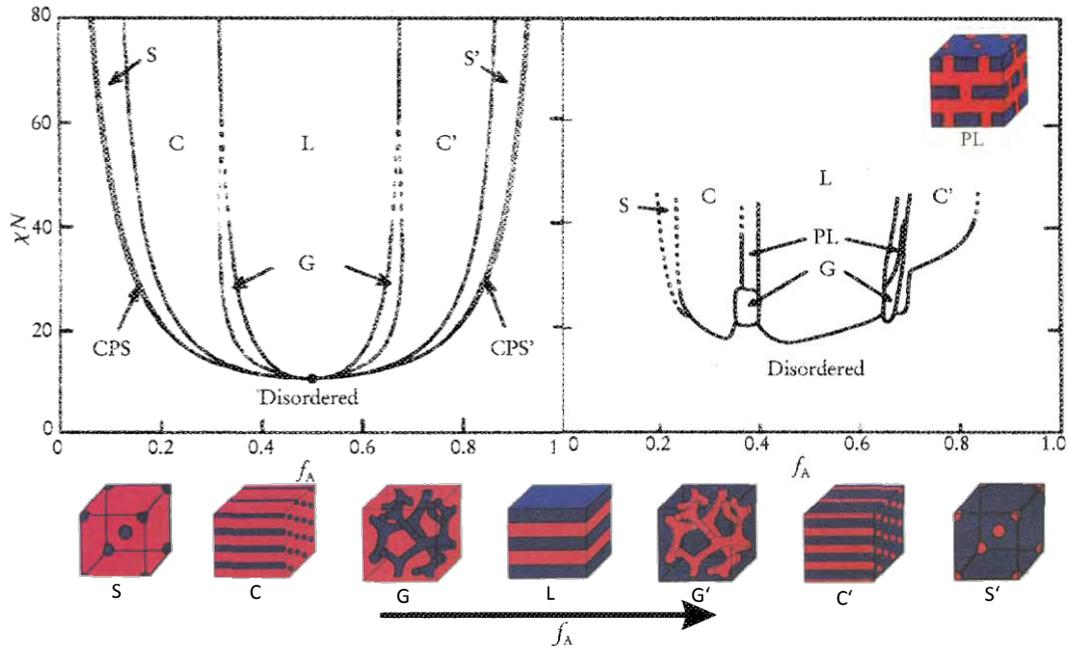 80
60
40
20
0
χN
S
C
L
C'
S'
G
CPS
CPS'
Disordered
0 0.2 0.4 0.6 0.8 1
fA
PL
S
C
L
C'
PL
G
Disordered
0.2 0.4 0.6 0.8 1.0
fA
S C G L G‘ C‘ S‘
fA